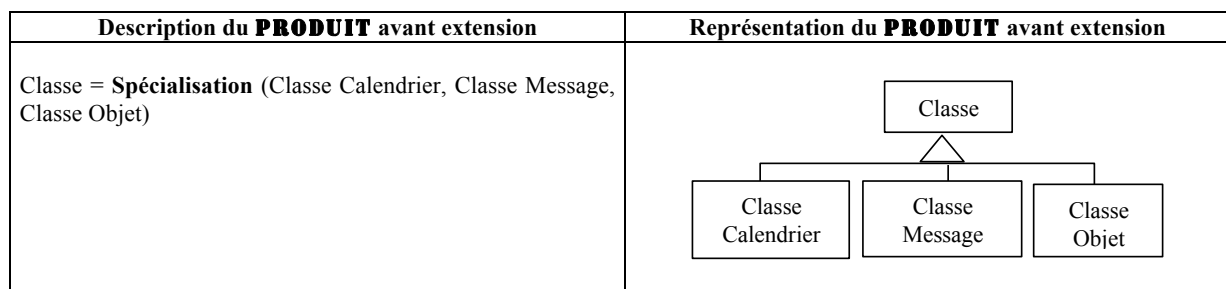 Description du PRODUIT avant extension
Représentation du PRODUIT avant extension
Classe = Spécialisation (Classe Calendrier, Classe Message,
Classe Objet)
Classe
Classe
Calendrier
Classe
Message
Classe
Objet